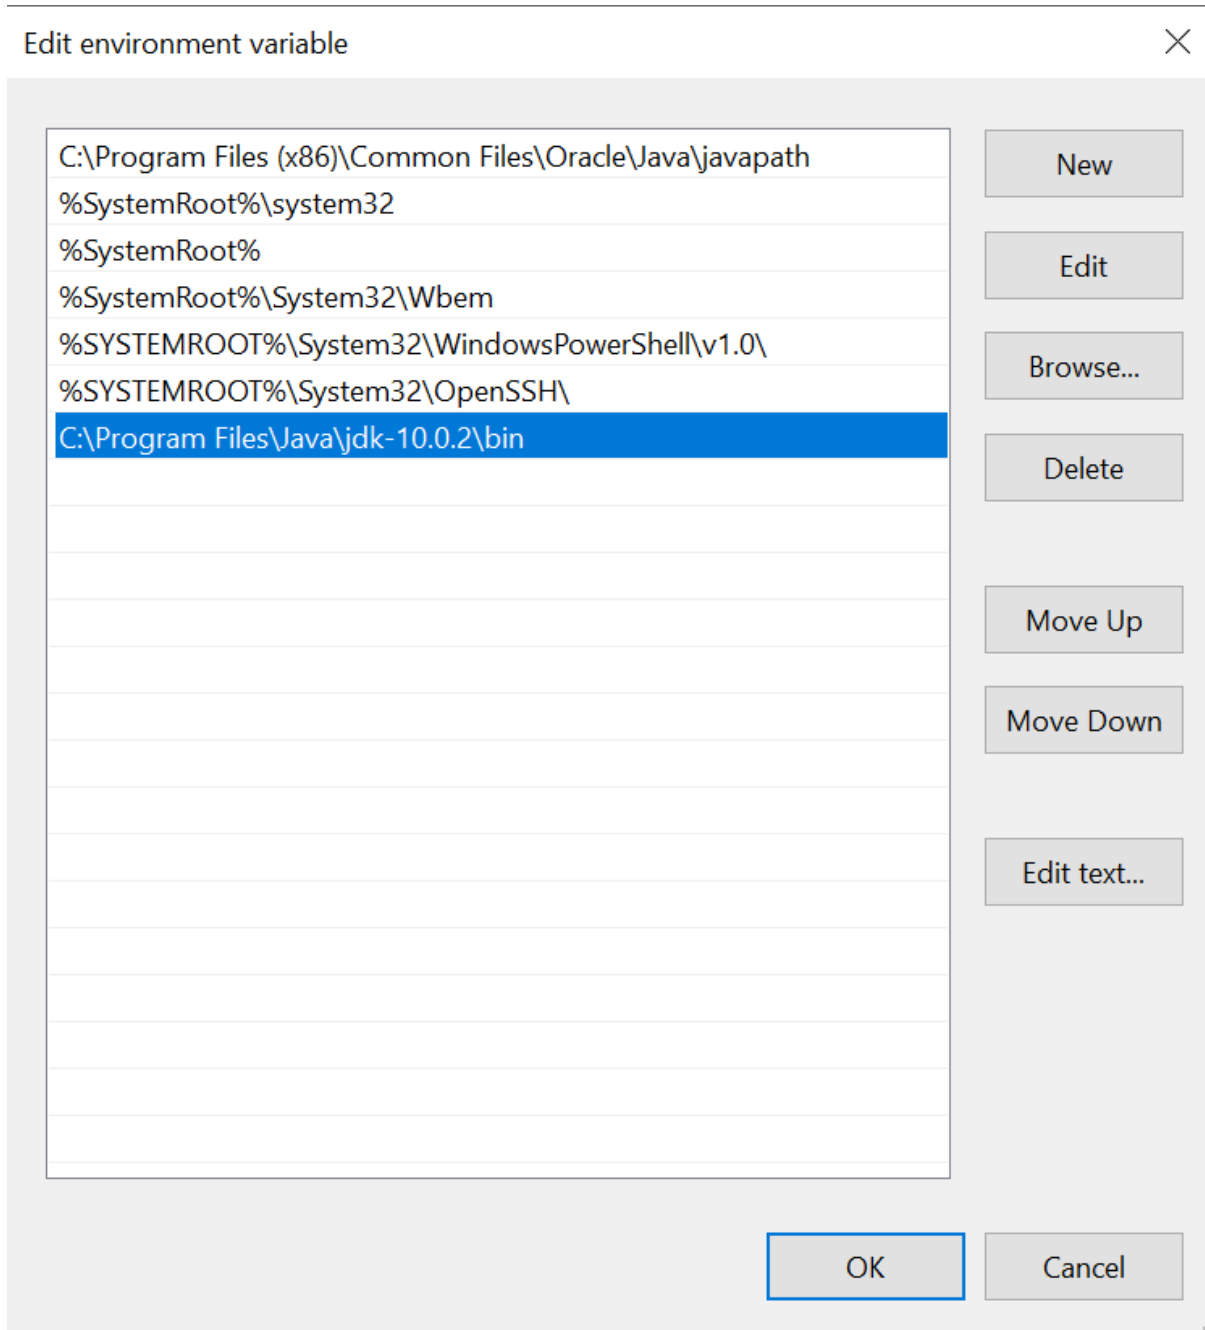 Edit environment variable
C:\Program Files (x86)\Common Files\Oracle\Java\javapath
%SystemRoot%\system32
%SystemRoot%
%SystemRoot%\System32\Wbem
%SYSTEMROOT%\System32\WindowsPowerShell\v1.0\
%SYSTEMROOT%\System32\OpenSSH\
C:\Program Files\Java\jdk-10.0.2\bin
New
Edit
Browse...
Delete
Move Up
Move Down
Edit text...
OK
Cancel